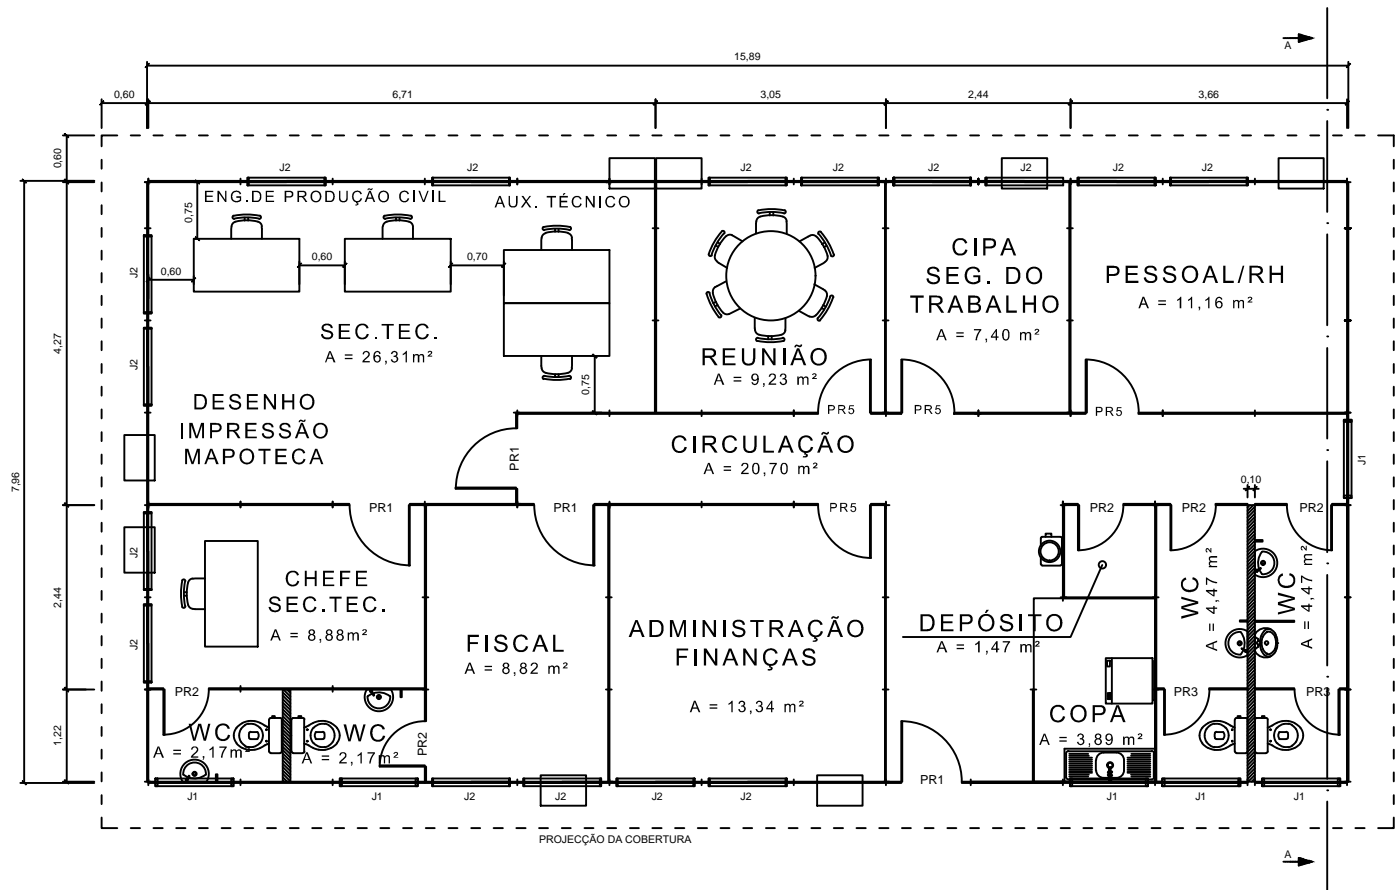 A
15,89
0,60
6,71
3,05
2,44
3,66
0,60
J2
J2
J2
J2
J2
J2
J2
J2
ENG.DE PRODUÇÃO CIVIL
AUX. TÉCNICO
0,75
0,60
0,60
0,70
J2
CIPA
SEG. DO
TRABALHO
A = 7,40 m²
PESSOAL/RH
A = 11,16 m²
SEC.TEC.
A = 26,31m²
REUNIÃO
A = 9,23 m²
4,27
J2
0,75
DESENHO
IMPRESSÃO
MAPOTECA
PR5
PR5
PR5
CIRCULAÇÃO
A = 20,70 m²
PR1
J1
7,96
0,10
PR1
PR1
PR5
PR2
PR2
PR2
J2
CHEFE
SEC.TEC.
A = 8,88m²
2,44
J2
FISCAL
A = 8,82 m²
ADMINISTRAÇÃO
FINANÇAS
A = 13,34 m²
DEPÓSITO
A = 1,47 m²
WC
A = 4,47 m²
WC
A = 4,47 m²
PR2
PR3
PR3
1,22
WC
A = 2,17m²
WC
A = 2,17m²
PR2
COPA
A = 3,89 m²
PR1
J1
J1
J2
J2
J2
J2
J1
J1
J1
PROJECÇÃO DA COBERTURA
A